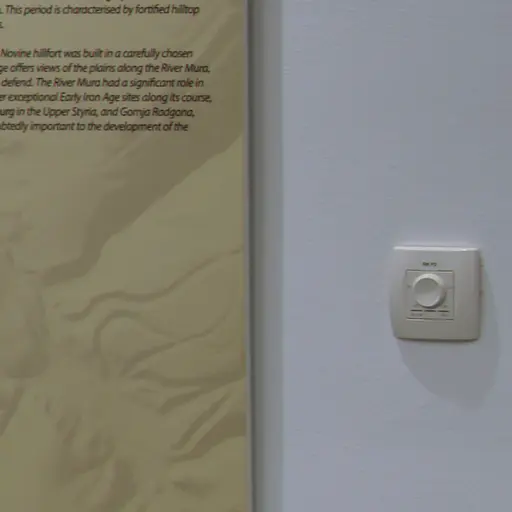 . This period is characterised by fortified hilltop
s.
Novine hillfort was built in a carefully chosen
ge offers views of the plains along the River Mura,
defend. The River Mura had a significant role in
er exceptional Early Iron Age sites along its course,
urg in the Upper Styria, and Gornja Radgona,
btedly important to the development of the